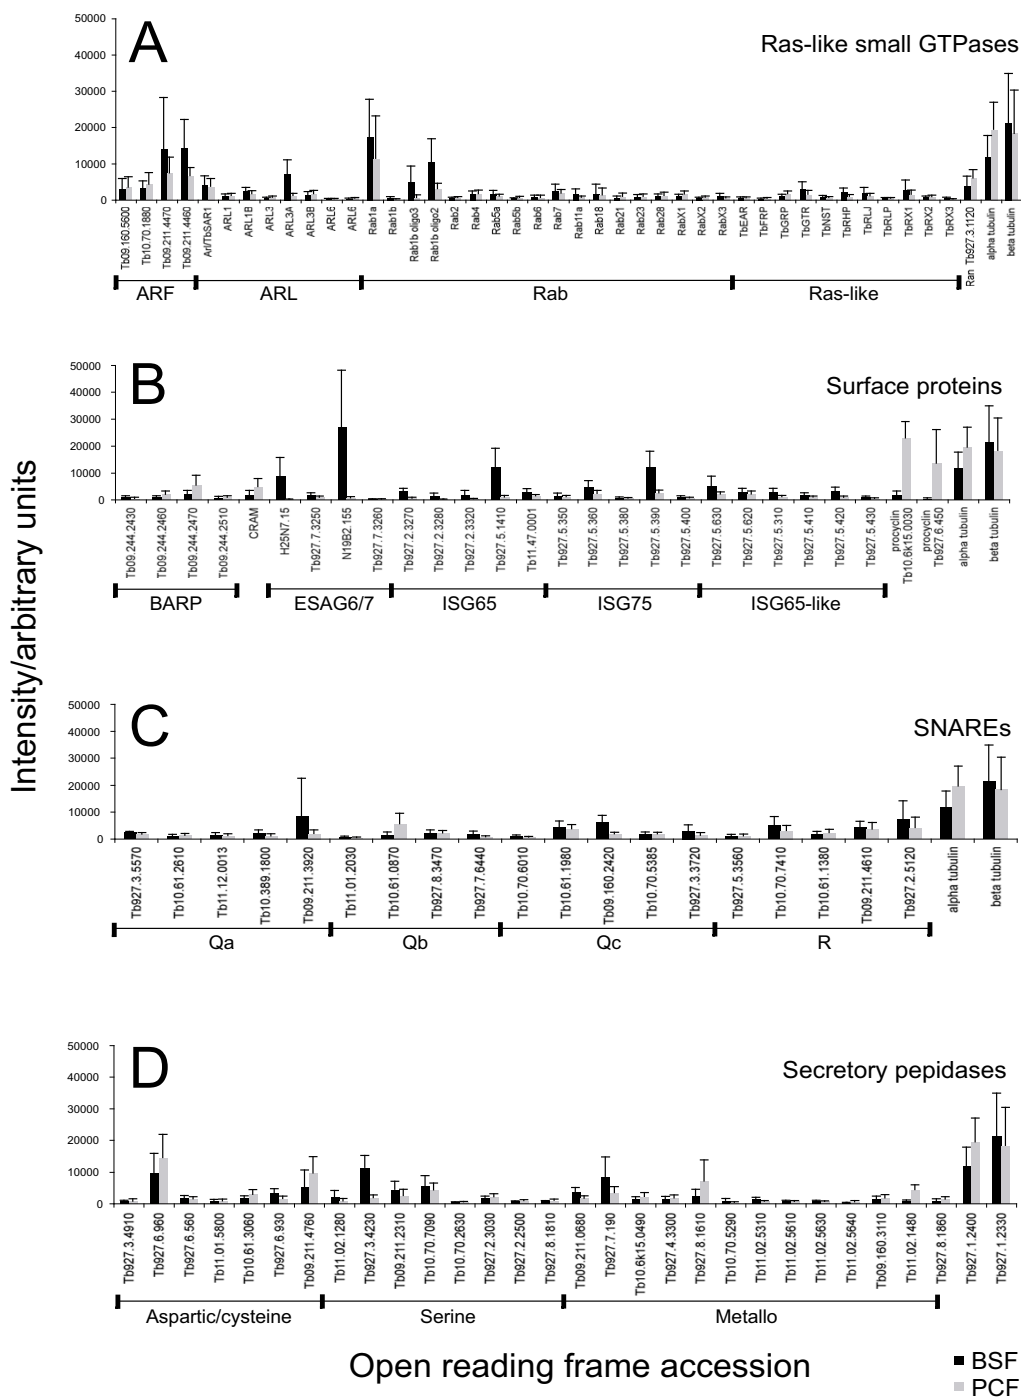 A
Ras-like small GTPases
50000
40000
30000
20000
10000
0
Tb09.160.5600
Tb10.70.1880
Tb09.211.4470
Tb09.211.4460
Arl/TbSAR1
ARL1
ARL1B
ARL3
ARL3A
ARL3B
ARL6
ARL6
Rab1a
Rab1b
Rab1b oligo3
Rab1b oligo2
Rab2
Rab4
Rab5a
Rab5b
Rab6
Rab7
Rab11a
Rab18
Rab21
Rab23
Rab28
RabX1
RabX2
RabX3
TbEAR
TbFRP
TbGRP
TbGTR
TbNST
TbRHP
TbRLJ
TbRLP
TbRX1
TbRX2
TbRX3
Ran Tb927.3.1120
alpha tubulin
beta tubulin
ARF
ARL
Rab
Ras-like
B
Surface proteins
50000
40000
30000
20000
10000
0
Tb09.244.2430
Tb09.244.2460
Tb09.244.2470
Tb09.244.2510
CRAM
H25N7.15
Tb927.7.3250
N19B2.155
Tb927.7.3260
Tb927.2.3270
Tb927.2.3280
Tb927.2.3320
Tb927.5.1410
Tb11.47.0001
Tb927.5.350
Tb927.5.360
Tb927.5.380
Tb927.5.390
Tb927.5.400
Tb927.5.630
Tb927.5.620
Tb927.5.310
Tb927.5.410
Tb927.5.420
Tb927.5.430
procyclin
Tb10.6k15.0030
procyclin
Tb927.6.450
alpha tubulin
beta tubulin
BARP
ESAG6/7
ISG65
ISG75
ISG65-like
Intensity/arbitrary units
C
SNAREs
50000
40000
30000
20000
10000
0
Tb927.3.5570
Tb10.61.2610
Tb11.12.0013
Tb10.389.1800
Tb09.211.3920
Tb11.01.2030
Tb10.61.0870
Tb927.8.3470
Tb927.7.6440
Tb10.70.6010
Tb10.61.1980
Tb09.160.2420
Tb10.70.5385
Tb927.3.3720
Tb927.5.3560
Tb10.70.7410
Tb10.61.1380
Tb09.211.4610
Tb927.2.5120
alpha tubulin
beta tubulin
Qa
Qb
Qc
R
D
Secretory pepidases
50000
40000
30000
20000
10000
0
Tb927.3.4910
Tb927.6.960
Tb927.6.560
Tb11.01.5800
Tb10.61.3060
Tb927.6.930
Tb09.211.4760
Tb11.02.1280
Tb927.3.4230
Tb09.211.2310
Tb10.70.7090
Tb10.70.2630
Tb927.2.3030
Tb927.2.2500
Tb927.8.1810
Tb09.211.0680
Tb927.7.190
Tb10.6k15.0490
Tb927.4.3300
Tb927.8.1610
Tb10.70.5290
Tb11.02.5310
Tb11.02.5610
Tb11.02.5630
Tb11.02.5640
Tb09.160.3110
Tb11.02.1480
Tb927.8.1860
Tb927.1.2400
Tb927.1.2330
Aspartic/cysteine
Serine
Metallo
Open reading frame accession
BSF
PCF